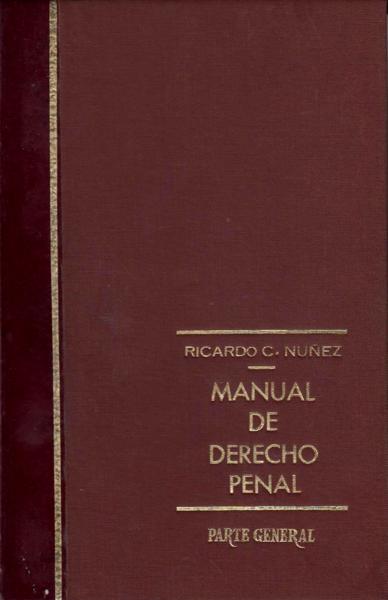 RICARDO C. NUÑEZ
MANUAL
DE
DERECHO
PENAL
PARTE GENERAL